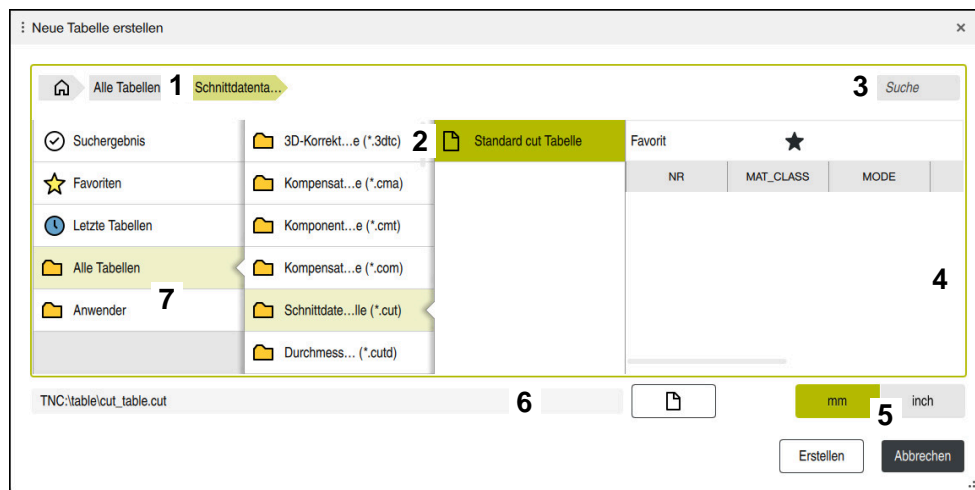 Neue Tabelle erstellen
Alle Tabellen 1 Schnittdatenta... 3 Suche
Suchergebnis 3D-Korrekt...e (*.3dtc) 2 Standard cut Tabelle Favorit
Favoriten Kompensat...e (*.cma) NR MAT_CLASS MODE
Letzte Tabellen Komponent...e (*.cmt)
Alle Tabellen Kompensat...e (*.com) 4
7
Anwender Schnittdate...lle (*.cut)
Durchmess... (*.cutd)
TNC:\table\cut_table.cut 6 mm 5 inch
Erstellen Abbrechen